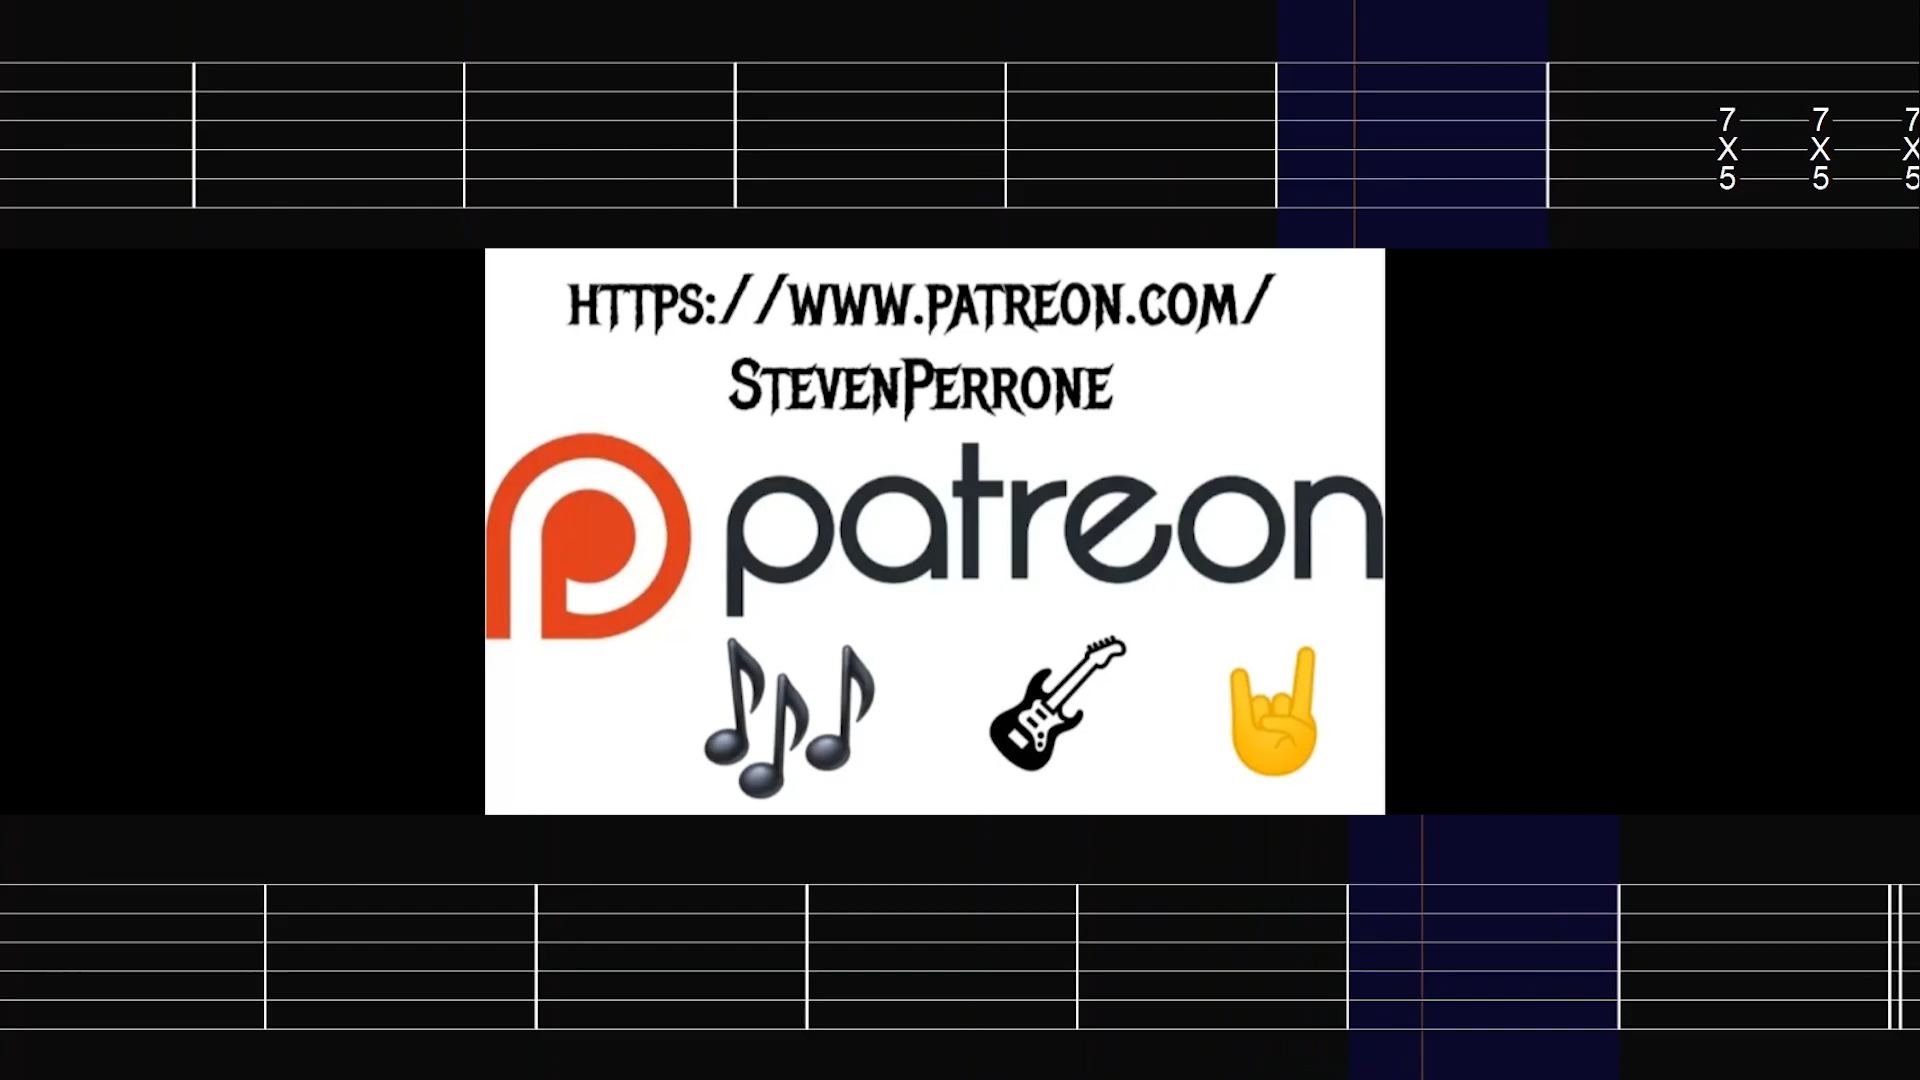 7 7 7
X X X
5 5 5
HTTPS://WWW.PATREON.COM/
STEVENPERRONE
patreon